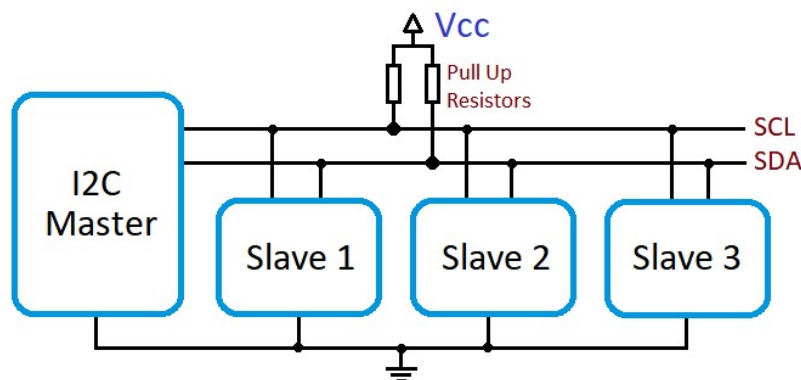 Vcc
Pull Up
Resistors
SCL
SDA
I2C
Master
Slave 1
Slave 2
Slave 3